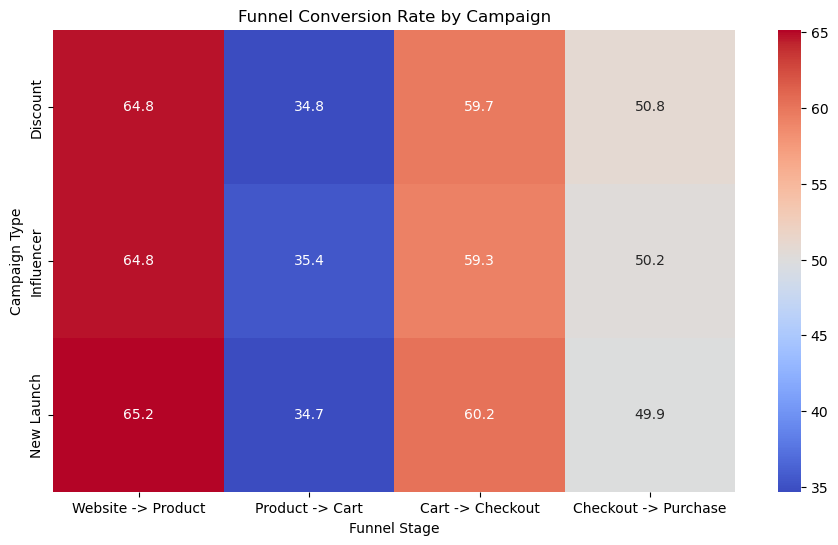 Funnel Conversion Rate by Campaign
Campaign Type
Discount
64.8 34.8 59.7 50.8
Influencer
64.8 35.4 59.3 50.2
New Launch
65.2 34.7 60.2 49.9
Website -> Product Product -> Cart Cart -> Checkout Checkout -> Purchase
Funnel Stage
65
60
55
50
45
40
35